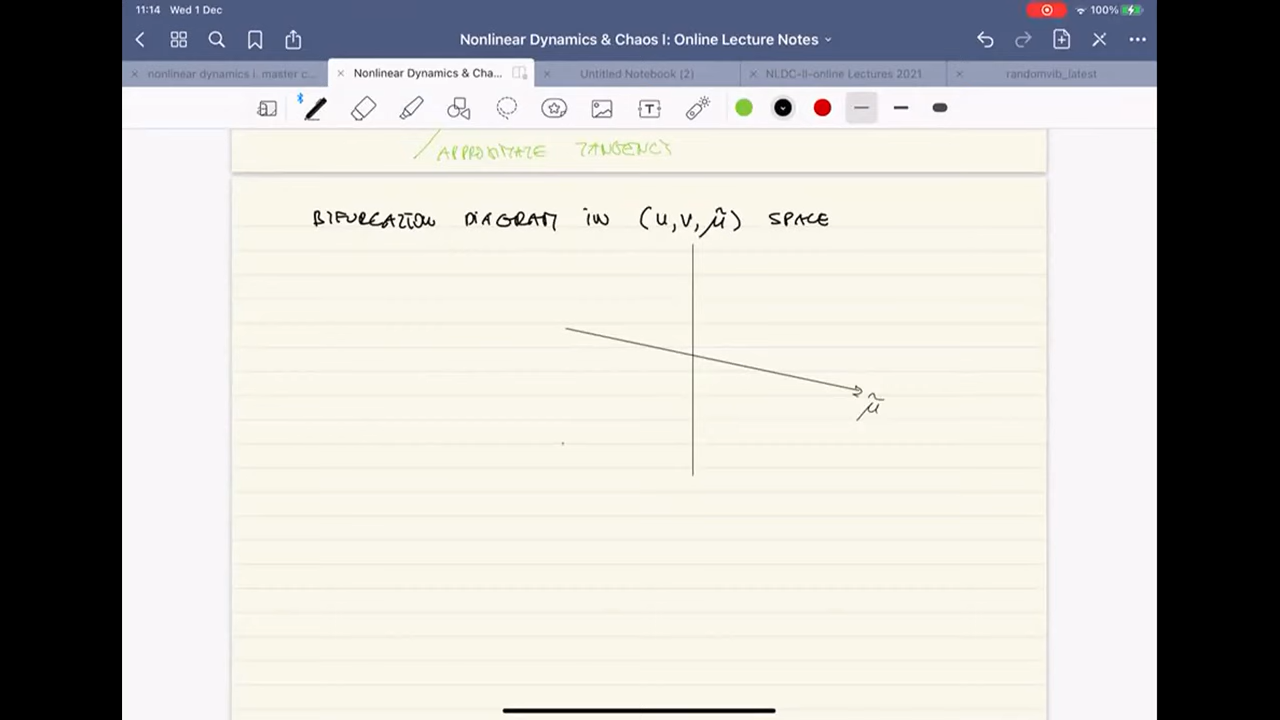 11:14 Wed 1 Dec
100%
Nonlinear Dynamics & Chaos I: Online Lecture Notes
nonlinear dynamics i. master c...
Nonlinear Dynamics & Cha...
Untitled Notebook (2)
NLDC-II-online Lectures 2021
randomvib_latest
APPROXIMATE TANGENCY
BIFURCATION DIAGRAM IN (u, v, μ̃) SPACE
μ̃